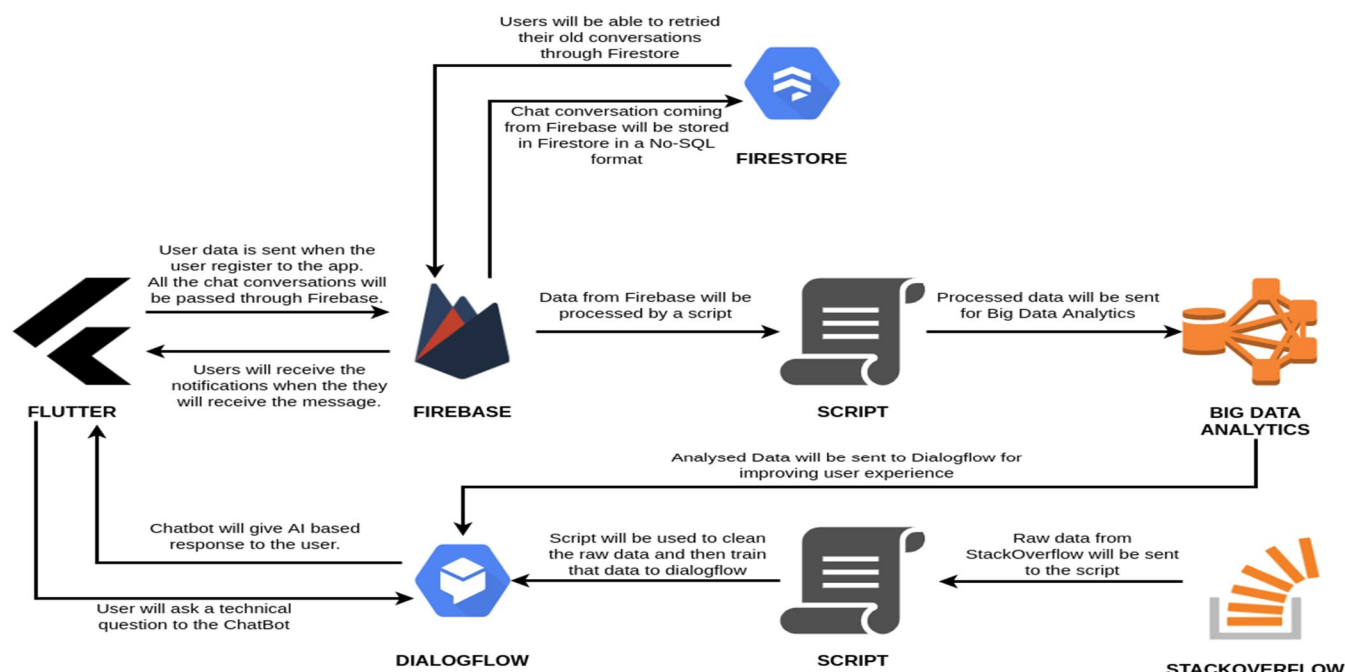 Users will be able to retried
their old conversations
through Firestore
Chat conversation coming
from Firebase will be stored
in Firestore in a No-SQL
format
FIRESTORE
User data is sent when the
user register to the app.
All the chat conversations will
be passed through Firebase.
Data from Firebase will be
processed by a script
Processed data will be sent
for Big Data Analytics
Users will receive the
notifications when the they
will receive the message.
FLUTTER
FIREBASE
SCRIPT
BIG DATA
ANALYTICS
Analysed Data will be sent to Dialogflow for
improving user experience
Chatbot will give AI based
response to the user.
Script will be used to clean
the raw data and then train
that data to dialogflow
Raw data from
StackOverflow will be sent
to the script
User will ask a technical
question to the ChatBot
DIALOGFLOW
SCRIPT
STACKOVERFLOW